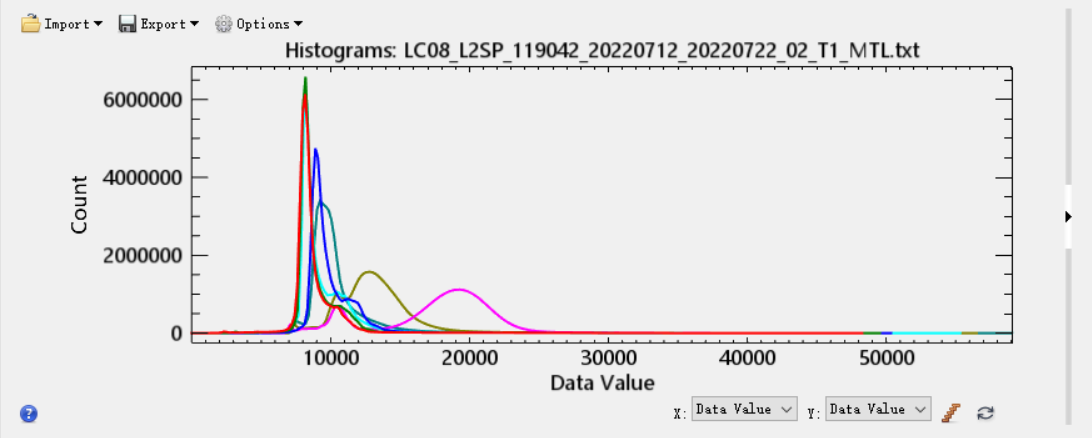 Import Export Options
Histograms: LC08_L2SP_119042_20220712_20220722_02_T1_MTL.txt
6000000
4000000
2000000
0
Count
10000 20000 30000 40000 50000
Data Value
? X: Data Value Y: Data Value